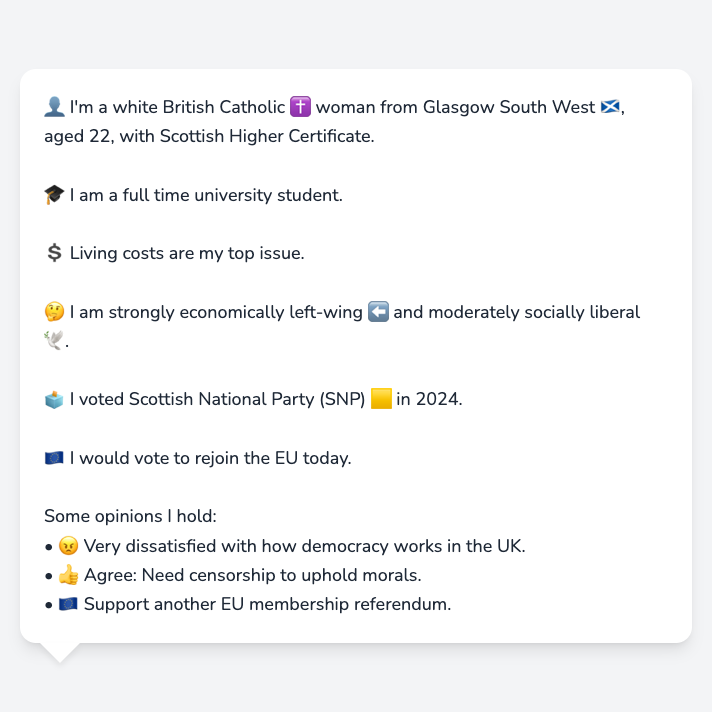 👤 I'm a white British Catholic ✝️ woman from Glasgow South West 🏴󠁧󠁢󠁳󠁣󠁴󠁿,
aged 22, with Scottish Higher Certificate.
🎓 I am a full time university student.
💲 Living costs are my top issue.
🤔 I am strongly economically left-wing ⬅️ and moderately socially liberal
🕊️.
🗳️ I voted Scottish National Party (SNP) 🟨 in 2024.
🇪🇺 I would vote to rejoin the EU today.
Some opinions I hold:
• 😠 Very dissatisfied with how democracy works in the UK.
• 👍 Agree: Need censorship to uphold morals.
• 🇪🇺 Support another EU membership referendum.